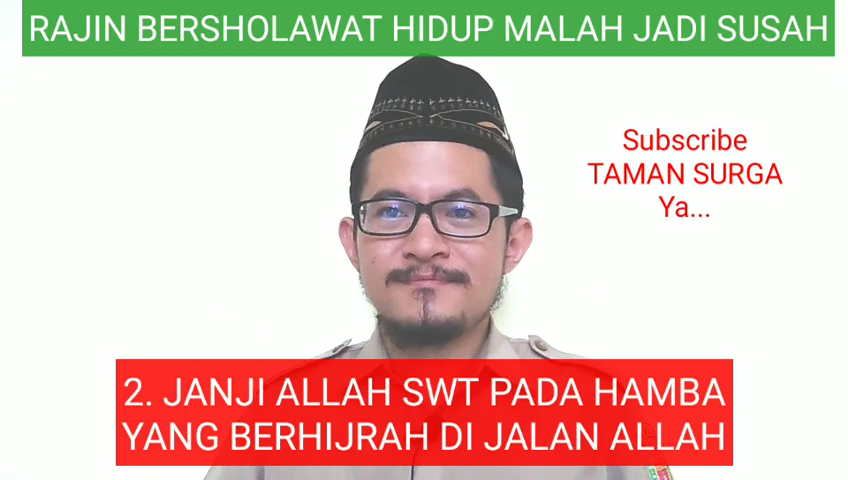 RAJIN BERSHOLAWAT HIDUP MALAH JADI SUSAH
Subscribe
TAMAN SURGA
Ya...
2. JANJI ALLAH SWT PADA HAMBA
YANG BERHIJRAH DI JALAN ALLAH